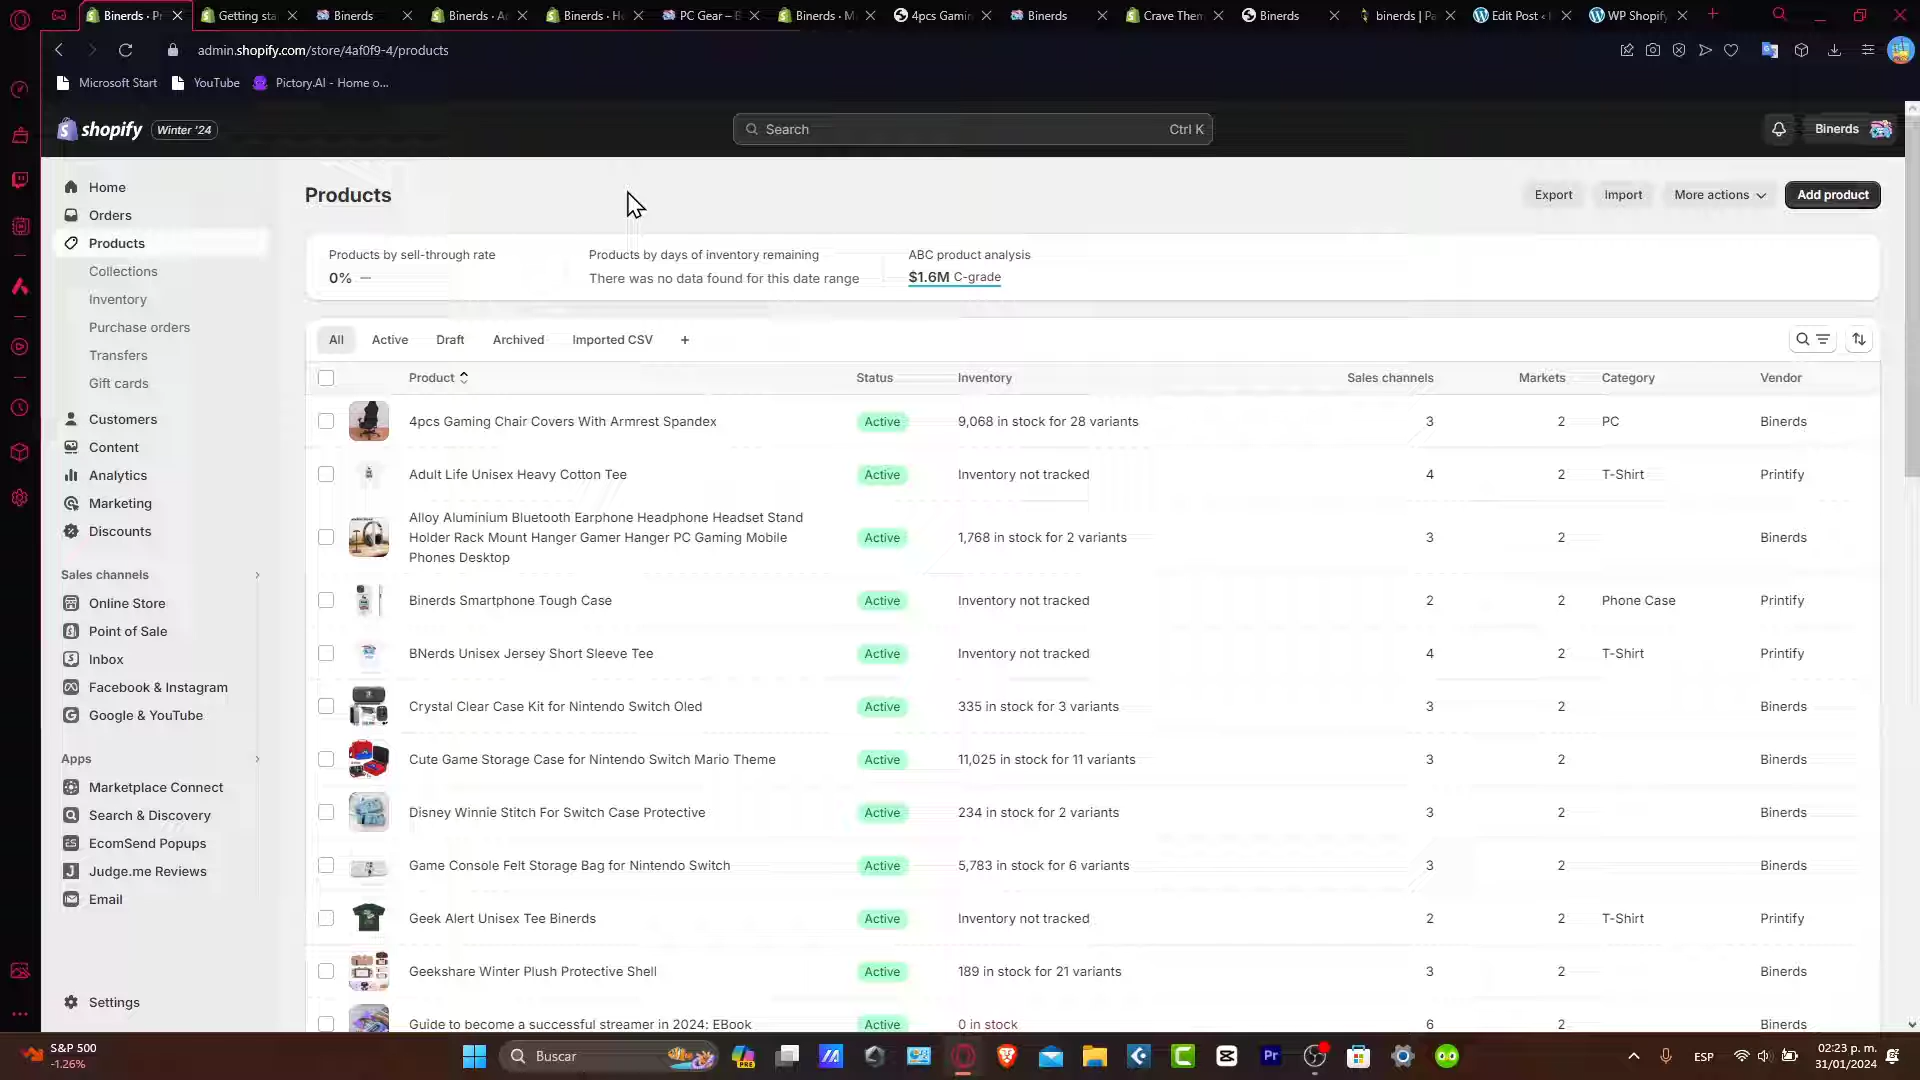 Binerds · Pr
Getting sta
Binerds
Binerds · A
Binerds · H
PC Gear – B
Binerds · M
4pcs Gamin
Binerds
Crave Them
Binerds
binerds | Pa
Edit Post ‹
WP Shopify
admin.shopify.com/store/4af0f9-4/products
Microsoft Start
YouTube
Pictory.AI - Home o...
shopify
Winter '24
Search
Ctrl K
Binerds
Home
Orders
Products
Collections
Inventory
Purchase orders
Transfers
Gift cards
Customers
Content
Analytics
Marketing
Discounts
Sales channels
Online Store
Point of Sale
Inbox
Facebook & Instagram
Google & YouTube
Apps
Marketplace Connect
Search & Discovery
EcomSend Popups
Judge.me Reviews
Email
Settings
Products
Export
Import
More actions
Add product
Products by sell-through rate
0% —
Products by days of inventory remaining
There was no data found for this date range
ABC product analysis
$1.6M C-grade
All
Active
Draft
Archived
Imported CSV
+
Product Status Inventory Sales channels Markets Category Vendor
4pcs Gaming Chair Covers With Armrest Spandex Active 9,068 in stock for 28 variants 3 2 PC Binerds
Adult Life Unisex Heavy Cotton Tee Active Inventory not tracked 4 2 T-Shirt Printify
Alloy Aluminium Bluetooth Earphone Headphone Headset Stand
Holder Rack Mount Hanger Gamer Hanger PC Gaming Mobile Active 1,768 in stock for 2 variants 3 2 Binerds
Phones Desktop
Binerds Smartphone Tough Case Active Inventory not tracked 2 2 Phone Case Printify
BNerds Unisex Jersey Short Sleeve Tee Active Inventory not tracked 4 2 T-Shirt Printify
Crystal Clear Case Kit for Nintendo Switch Oled Active 335 in stock for 3 variants 3 2 Binerds
Cute Game Storage Case for Nintendo Switch Mario Theme Active 11,025 in stock for 11 variants 3 2 Binerds
Disney Winnie Stitch For Switch Case Protective Active 234 in stock for 2 variants 3 2 Binerds
Game Console Felt Storage Bag for Nintendo Switch Active 5,783 in stock for 6 variants 3 2 Binerds
Geek Alert Unisex Tee Binerds Active Inventory not tracked 2 2 T-Shirt Printify
Geekshare Winter Plush Protective Shell Active 189 in stock for 21 variants 3 2 Binerds
Guide to become a successful streamer in 2024: EBook Active 0 in stock 6 2 Binerds
S&P 500
-1.26%
Buscar
PRE
Pr
ESP
02:23 p. m.
31/01/2024